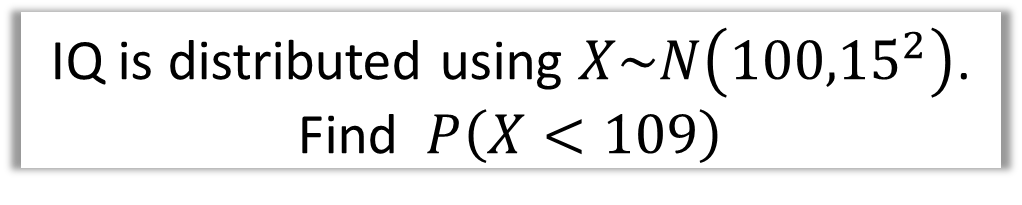 IQ is distributed using X~N(100,15²).
Find P(X < 109)